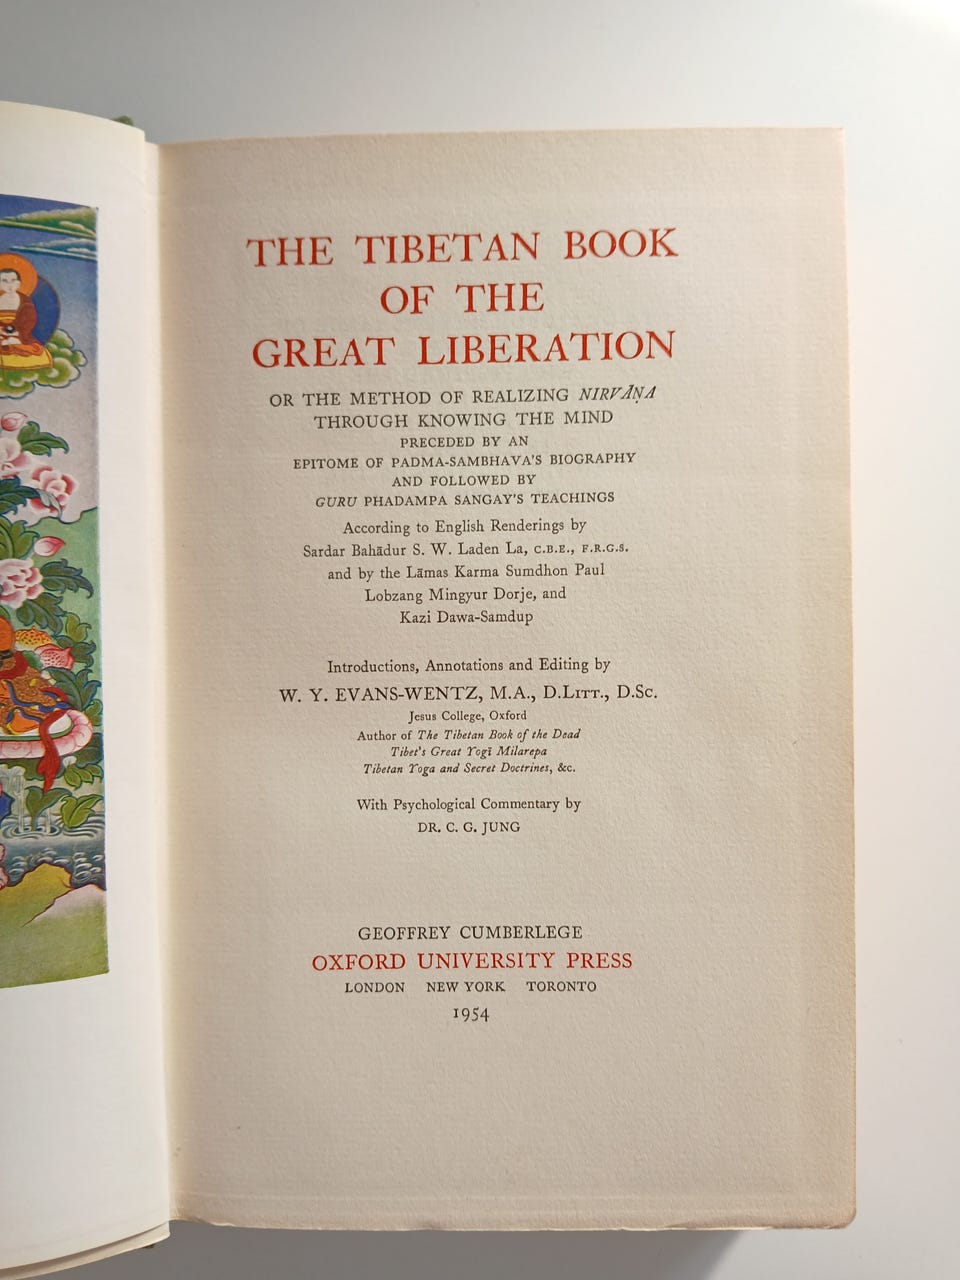 THE TIBETAN BOOK
OF THE
GREAT LIBERATION
OR THE METHOD OF REALIZING NIRVĀṆA
THROUGH KNOWING THE MIND
PRECEDED BY AN
EPITOME OF PADMA-SAMBHAVA'S BIOGRAPHY
AND FOLLOWED BY
GURU PHADAMPA SANGAY'S TEACHINGS
According to English Renderings by
Sardar Bahādur S. W. Laden La, C.B.E., F.R.G.S.
and by the Lāmas Karma Sumdhon Paul
Lobzang Mingyur Dorje, and
Kazi Dawa-Samdup
Introductions, Annotations and Editing by
W. Y. EVANS-WENTZ, M.A., D.LITT., D.Sc.
Jesus College, Oxford
Author of The Tibetan Book of the Dead
Tibet's Great Yogī Milarepa
Tibetan Yoga and Secret Doctrines, &c.
With Psychological Commentary by
DR. C. G. JUNG
GEOFFREY CUMBERLEGE
OXFORD UNIVERSITY PRESS
LONDON NEW YORK TORONTO
1954